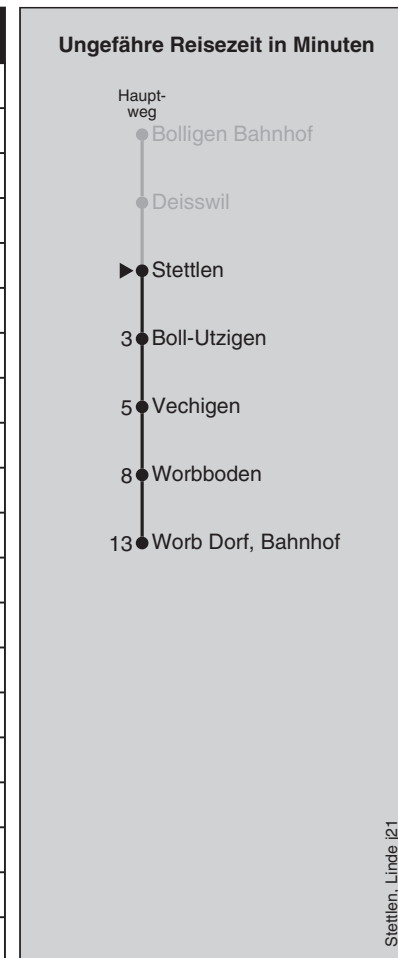 Ungefähre Reisezeit in Minuten
Haupt-
weg
Bolligen Bahnhof
Deisswil
Stettlen
3 Boll-Utzigen
5 Vechigen
8 Worbboden
13 Worb Dorf, Bahnhof
Stettlen, Linde i21